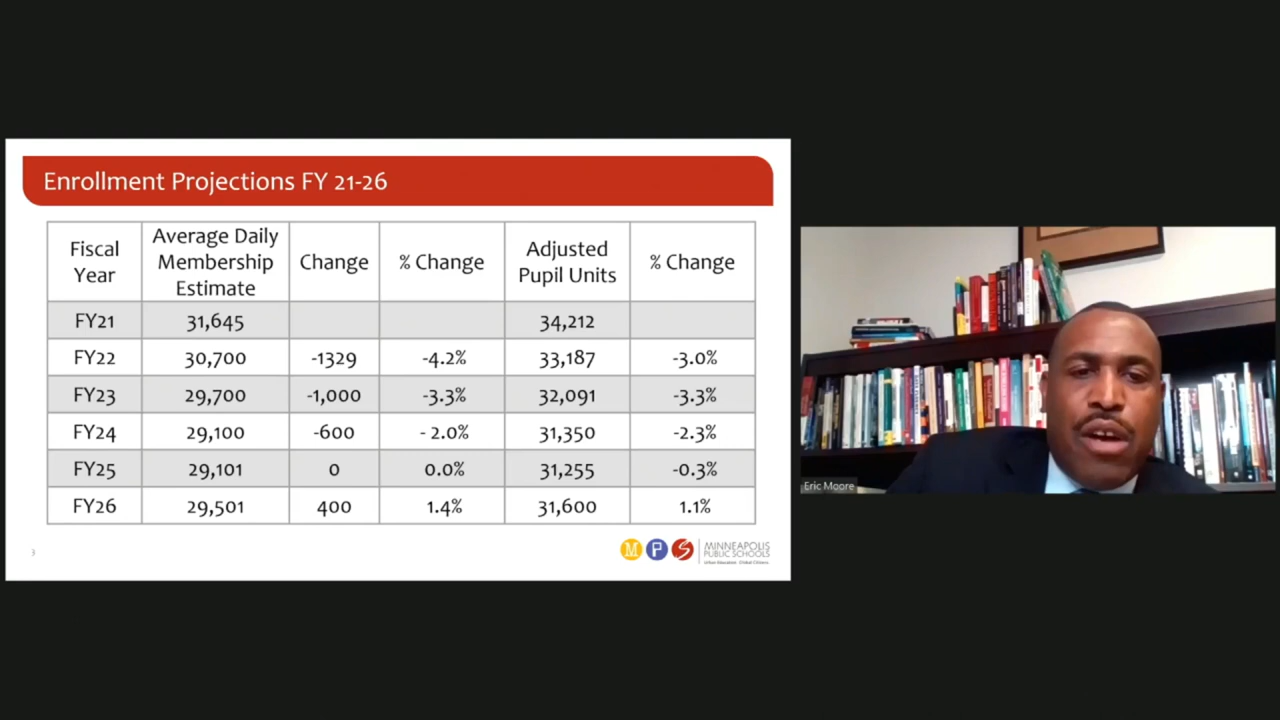 Enrollment Projections FY 21-26
Fiscal Year Average Daily Membership Estimate Change % Change Adjusted Pupil Units % Change
FY21 31,645 34,212
FY22 30,700 -1329 -4.2% 33,187 -3.0%
FY23 29,700 -1,000 -3.3% 32,091 -3.3%
FY24 29,100 -600 - 2.0% 31,350 -2.3%
FY25 29,101 0 0.0% 31,255 -0.3%
FY26 29,501 400 1.4% 31,600 1.1%
M P S MINNEAPOLIS
PUBLIC SCHOOLS
Urban Education. Global Citizens.
Eric Moore